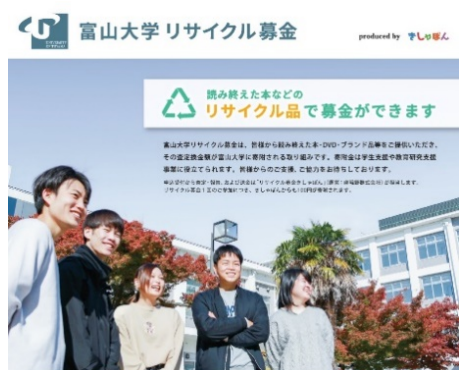 富山大学 リサイクル募金
produced by きしゃぽん
読み終えた本などの
リサイクル品で募金ができます
富山大学リサイクル募金は、皆様から読み終えた本・DVD・ブランド品等をご提供いただき、
その査定換金額が富山大学に寄附される取り組みです。寄附金は学生支援や教育研究支援
事業に役立てられます。皆様からのご支援、ご協力をお待ちしております。